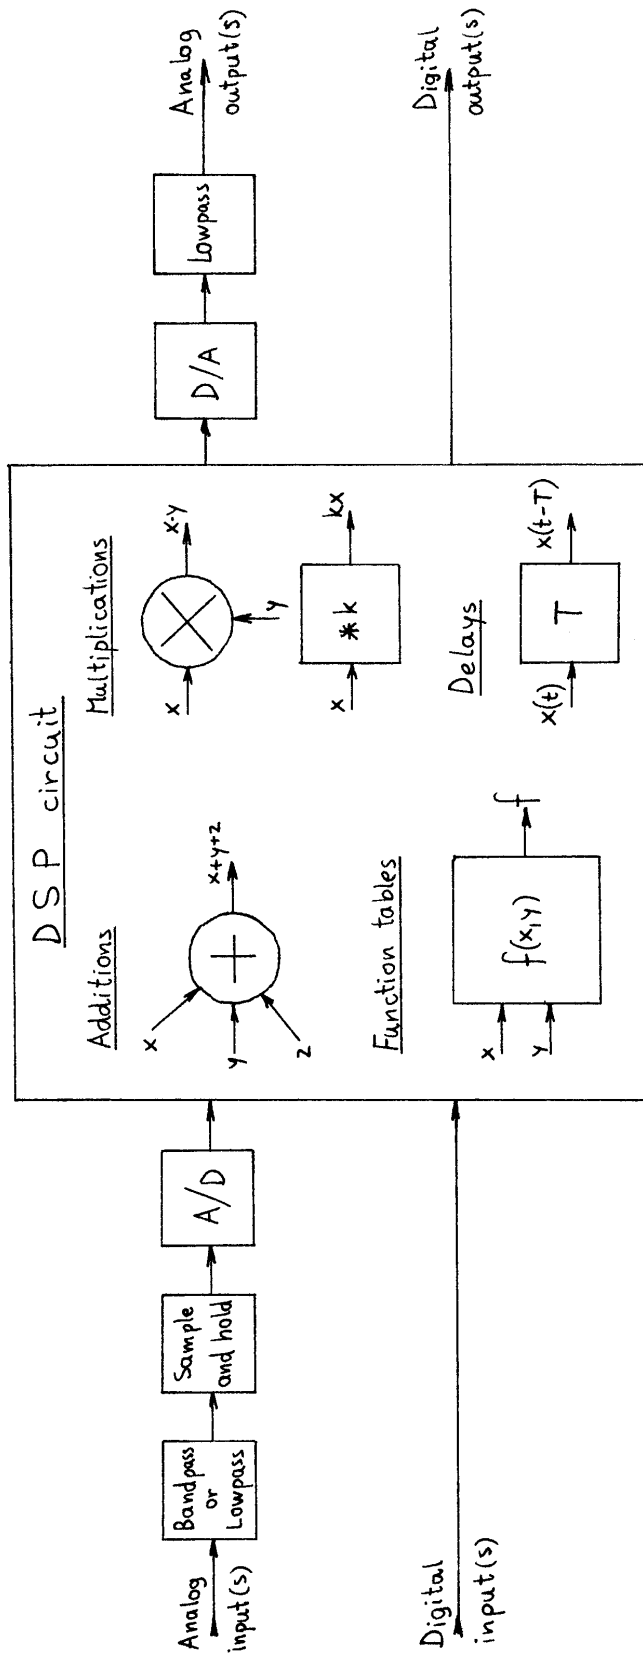 Analog
input(s)
Bandpass
or
Lowpass
Sample
and hold
A/D
Digital
input(s)
DSP circuit
Additions
x
y
z
+
x+y+z
Multiplications
x
y
x·y
x
*k
kx
Function tables
x
y
f(x,y)
f
Delays
x(t)
T
x(t-T)
D/A
Lowpass
Analog
output(s)
Digital
output(s)